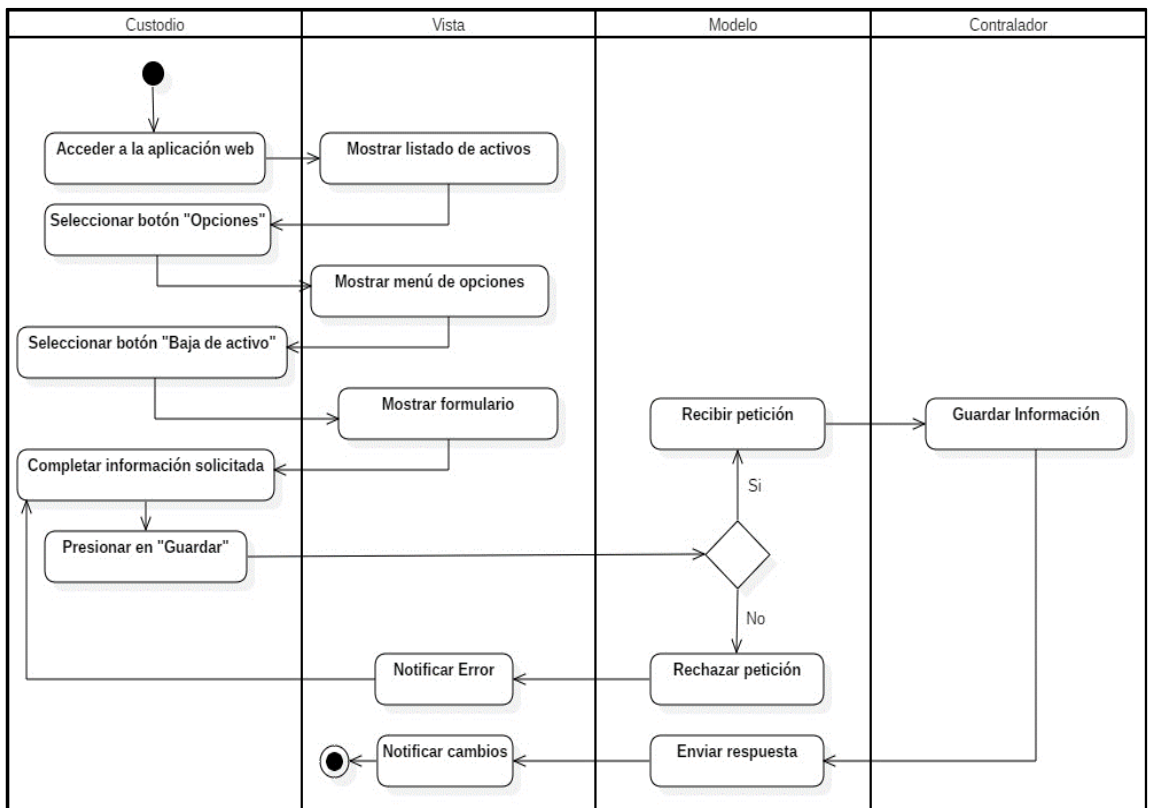 Custodio
Vista
Modelo
Contralador
Acceder a la aplicación web
Mostrar listado de activos
Seleccionar botón "Opciones"
Mostrar menú de opciones
Seleccionar botón "Baja de activo"
Mostrar formulario
Recibir petición
Guardar Información
Completar información solicitada
Si
Presionar en "Guardar"
No
Notificar Error
Rechazar petición
Notificar cambios
Enviar respuesta